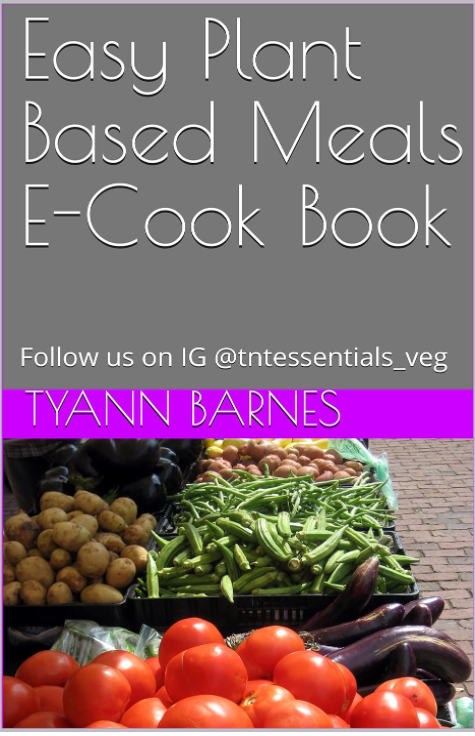 Easy Plant
Based Meals
E-Cook Book
Follow us on IG @tntessentials_veg
TYANN BARNES